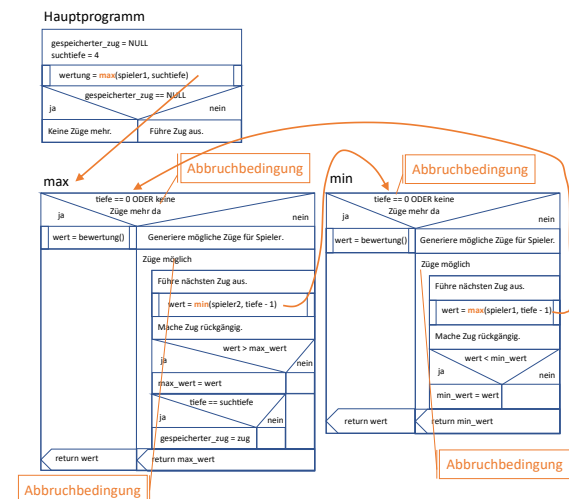 Hauptprogramm
gespeicherter_zug = NULL
suchtiefe = 4
wertung = max(spieler1, suchtiefe)
gespeicherter_zug == NULL
ja
nein
Keine Züge mehr.
Führe Zug aus.
Abbruchbedingung
max
tiefe == 0 ODER keine
Züge mehr da
ja
nein
wert = bewertung()
Generiere mögliche Züge für Spieler.
Züge möglich
Führe nächsten Zug aus.
wert = min(spieler2, tiefe - 1)
Mache Zug rückgängig.
wert > max_wert
ja
nein
max_wert = wert
tiefe == suchtiefe
ja
nein
gespeicherter_zug = zug
return wert
return max_wert
Abbruchbedingung
Abbruchbedingung
min
tiefe == 0 ODER keine
Züge mehr da
ja
nein
wert = bewertung()
Generiere mögliche Züge für Spieler.
Züge möglich
Führe nächsten Zug aus.
wert = max(spieler1, tiefe - 1)
Mache Zug rückgängig.
wert < min_wert
ja
nein
min_wert = wert
return wert
return min_wert
Abbruchbedingung